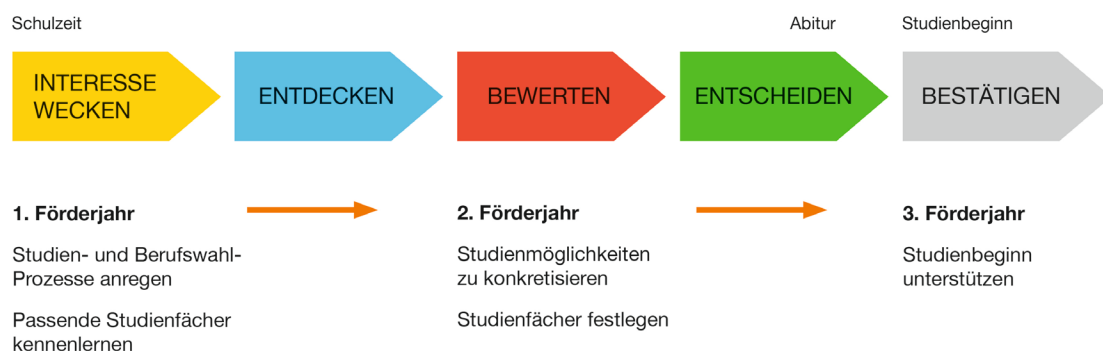 Schulzeit
Abitur
Studienbeginn
INTERESSE
WECKEN
ENTDECKEN
BEWERTEN
ENTSCHEIDEN
BESTÄTIGEN
1. Förderjahr
Studien- und Berufswahl-
Prozesse anregen
Passende Studienfächer
kennenlernen
2. Förderjahr
Studienmöglichkeiten
zu konkretisieren
Studienfächer festlegen
3. Förderjahr
Studienbeginn
unterstützen